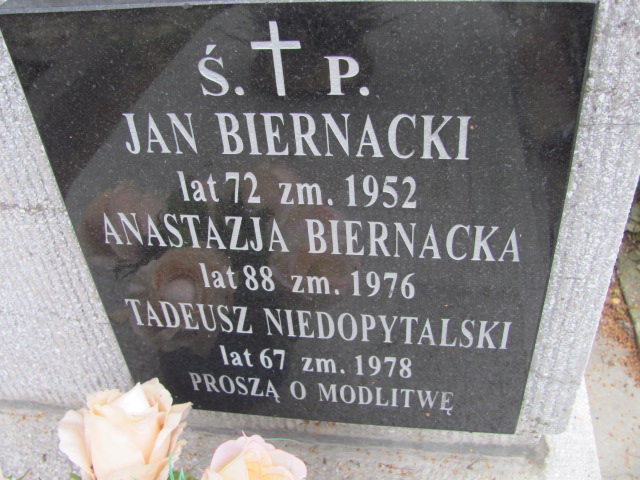 Ś. P.
JAN BIERNACKI
lat 72 zm. 1952
ANASTAZJA BIERNACKA
lat 88 zm. 1976
TADEUSZ NIEDOPYTALSKI
lat 67 zm. 1978
PROSZĄ O MODLITWĘ